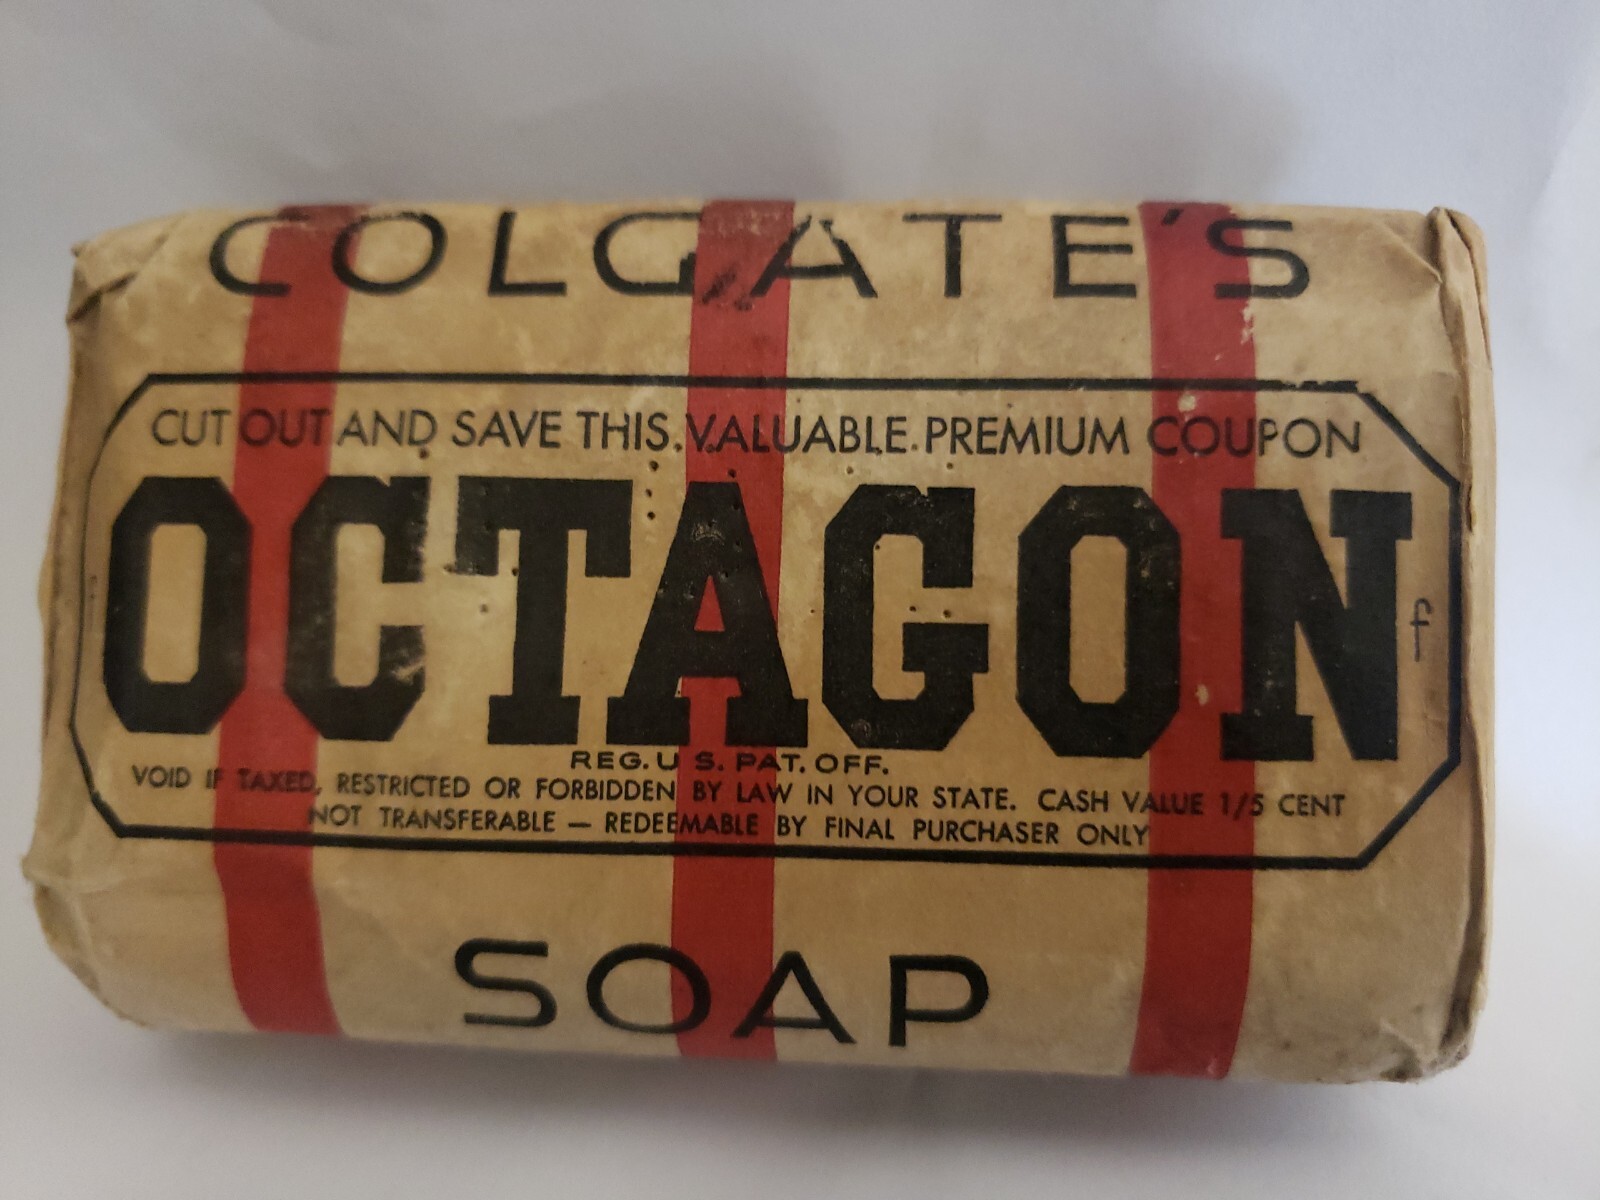 COLGATE'S
CUT OUT AND SAVE THIS VALUABLE PREMIUM COUPON
OCTAGON
REG. U S. PAT. OFF.
VOID IF TAXED, RESTRICTED OR FORBIDDEN BY LAW IN YOUR STATE. CASH VALUE 1/5 CENT
NOT TRANSFERABLE — REDEEMABLE BY FINAL PURCHASER ONLY
SOAP